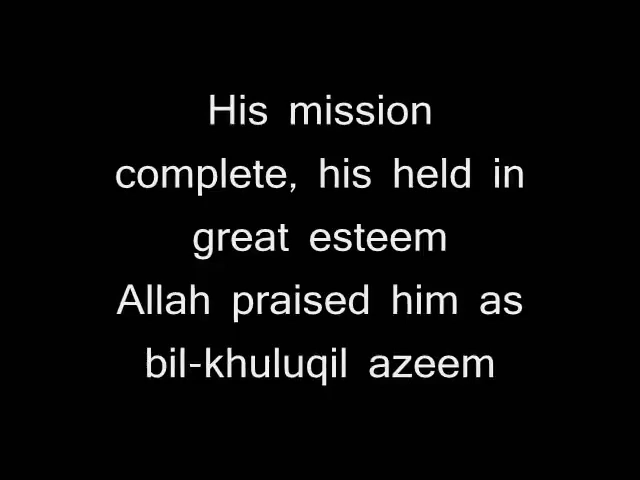 His mission
complete, his held in
great esteem
Allah praised him as
bil-khuluqil azeem